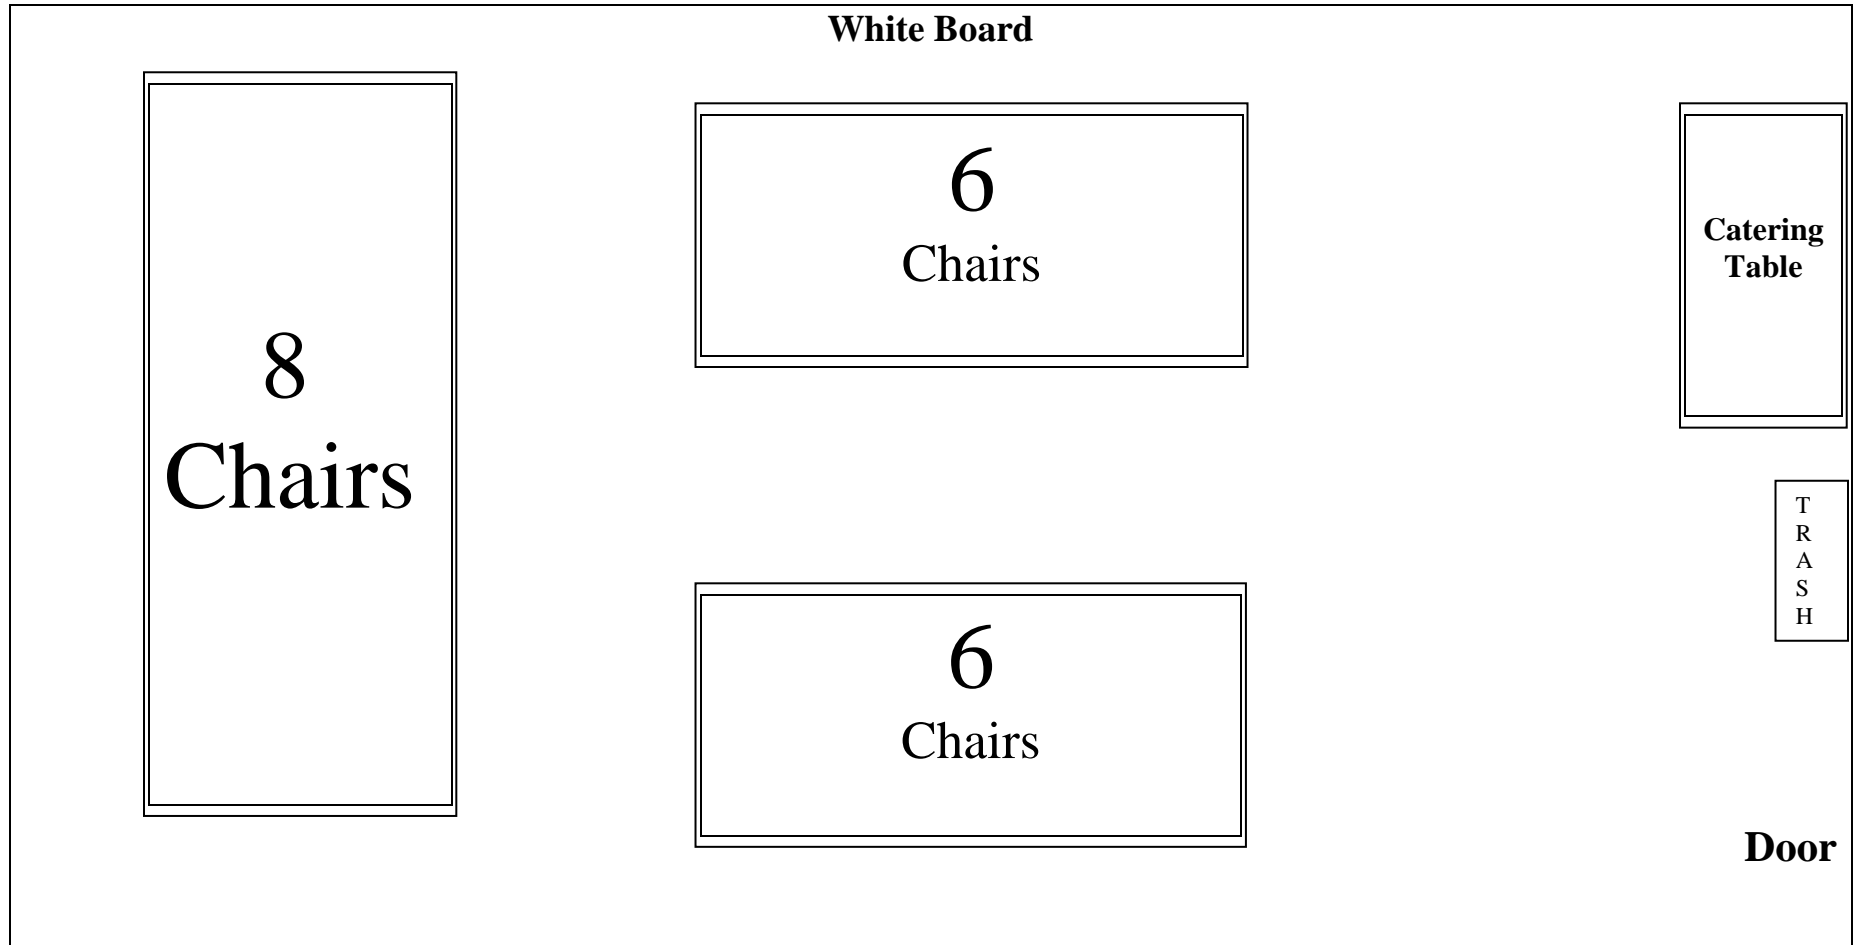 White Board
8
Chairs
6
Chairs
6
Chairs
Catering
Table
T
R
A
S
H
Door